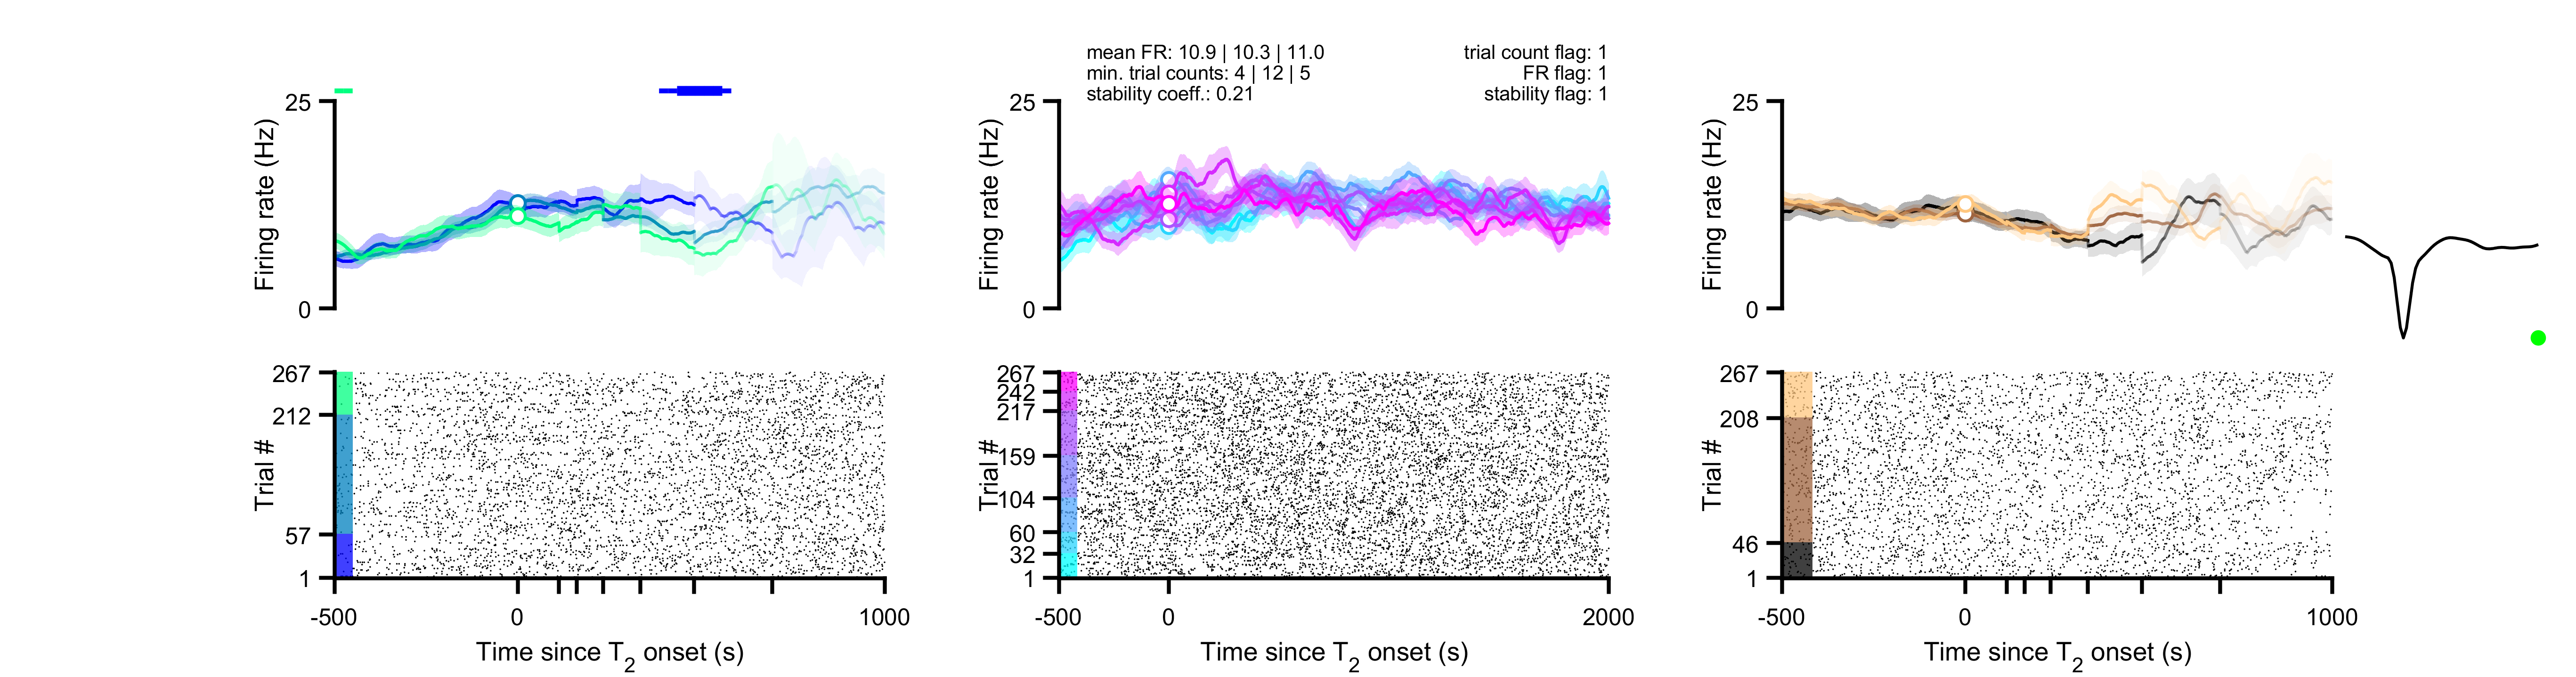 mean FR: 10.9 | 10.3 | 11.0
min. trial counts: 4 | 12 | 5
stability coeff.: 0.21
trial count flag: 1
FR flag: 1
stability flag: 1
25
Firing rate (Hz)
0
25
Firing rate (Hz)
0
25
Firing rate (Hz)
0
267
212
57
1
Trial #
-500
0
1000
Time since T2 onset (s)
267
242
217
159
104
60
32
1
Trial #
-500
0
2000
Time since T2 onset (s)
267
208
46
1
Trial #
-500
0
1000
Time since T2 onset (s)